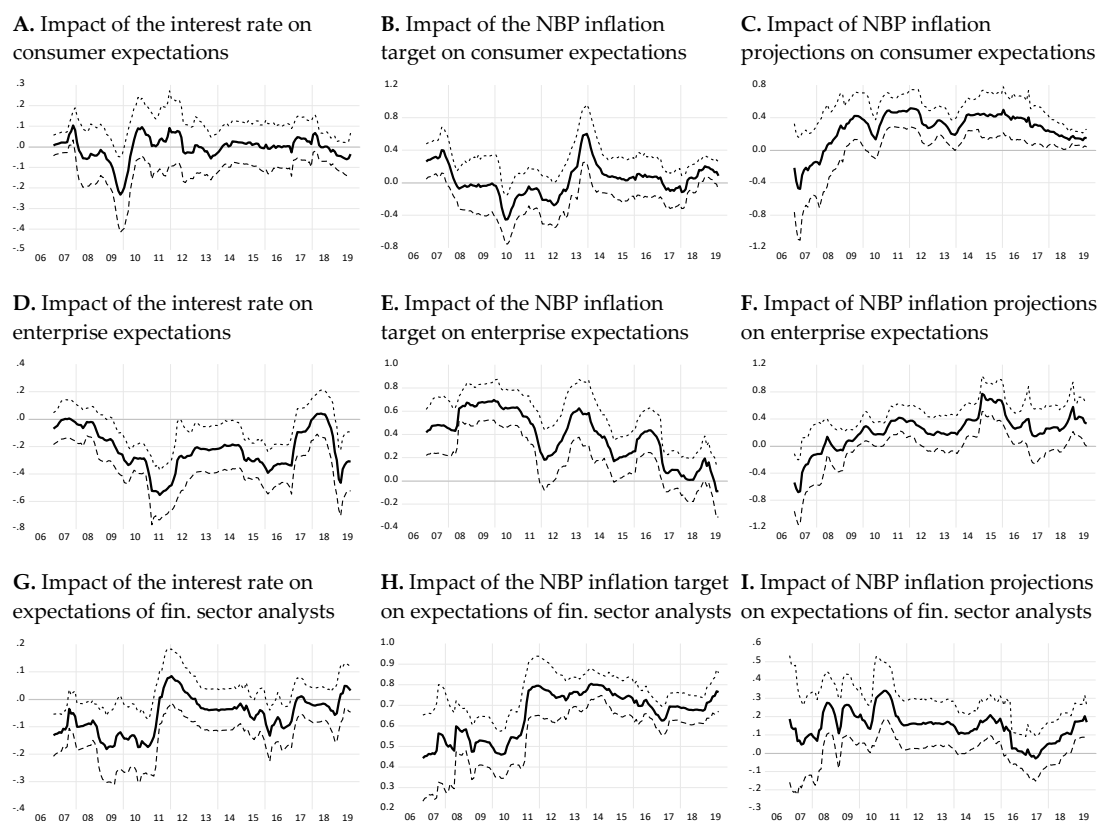 A. Impact of the interest rate on
consumer expectations
.3
.2
.1
.0
-.1
-.2
-.3
-.4
-.5
06 07 08 09 10 11 12 13 14 15 16 17 18 19
B. Impact of the NBP inflation
target on consumer expectations
1.2
0.8
0.4
0.0
-0.4
-0.8
06 07 08 09 10 11 12 13 14 15 16 17 18 19
C. Impact of NBP inflation
projections on consumer expectations
0.8
0.4
0.0
-0.4
-0.8
-1.2
06 07 08 09 10 11 12 13 14 15 16 17 18 19
D. Impact of the interest rate on
enterprise expectations
.4
.2
.0
-.2
-.4
-.6
-.8
06 07 08 09 10 11 12 13 14 15 16 17 18 19
E. Impact of the NBP inflation
target on enterprise expectations
1.0
0.8
0.6
0.4
0.2
0.0
-0.2
-0.4
06 07 08 09 10 11 12 13 14 15 16 17 18 19
F. Impact of NBP inflation projections
on enterprise expectations
1.2
0.8
0.4
0.0
-0.4
-0.8
-1.2
06 07 08 09 10 11 12 13 14 15 16 17 18 19
G. Impact of the interest rate on
expectations of fin. sector analysts
.2
.1
.0
-.1
-.2
-.3
-.4
06 07 08 09 10 11 12 13 14 15 16 17 18 19
H. Impact of the NBP inflation target
on expectations of fin. sector analysts
1.0
0.9
0.8
0.7
0.6
0.5
0.4
0.3
0.2
06 07 08 09 10 11 12 13 14 15 16 17 18 19
I. Impact of NBP inflation projections
on expectations of fin. sector analysts
.6
.5
.4
.3
.2
.1
.0
-.1
-.2
-.3
06 07 08 09 10 11 12 13 14 15 16 17 18 19